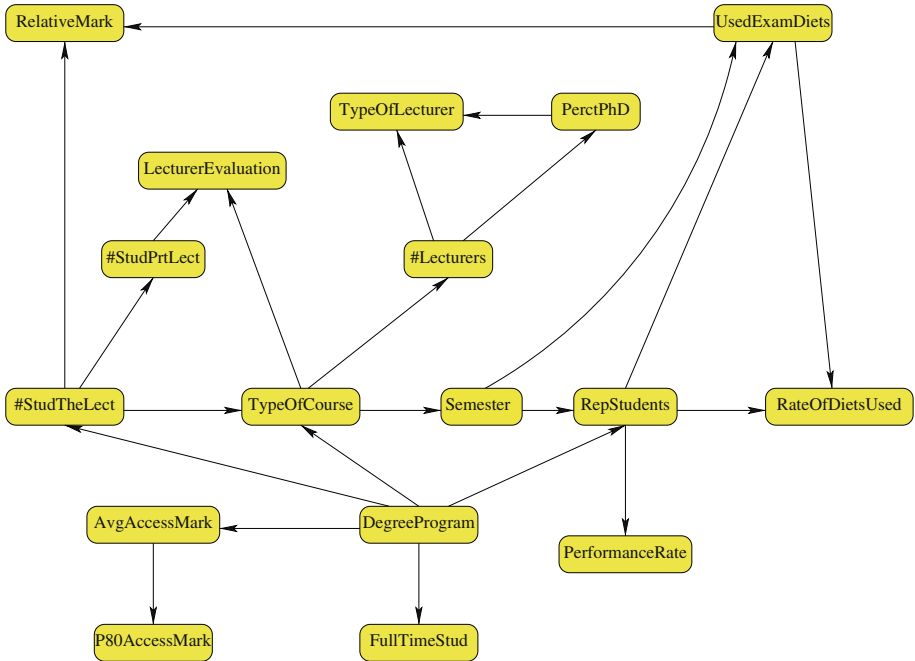 RelativeMark
UsedExamDiets
TypeOfLecturer
PerctPhD
LecturerEvaluation
#StudPrtLect
#Lecturers
#StudTheLect
TypeOfCourse
Semester
RepStudents
RateOfDietsUsed
AvgAccessMark
DegreeProgram
PerformanceRate
P80AccessMark
FullTimeStud